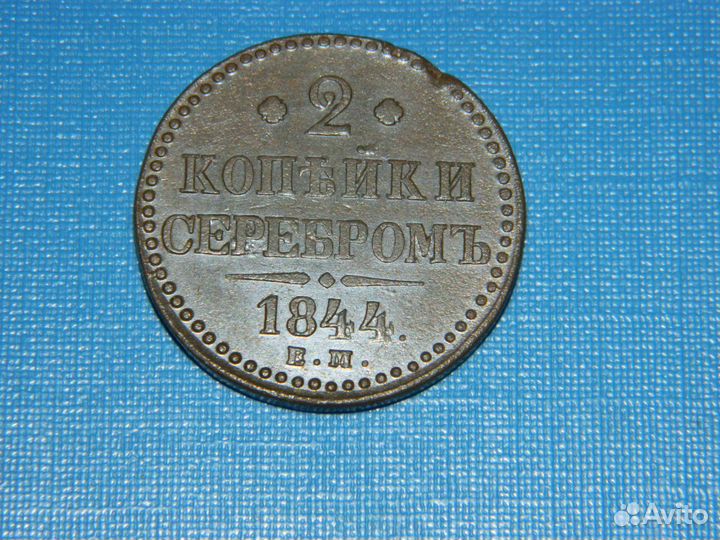 2
КОПѢЙКИ
СЕРЕБРОМЪ
1844.
Е.М.
Avito